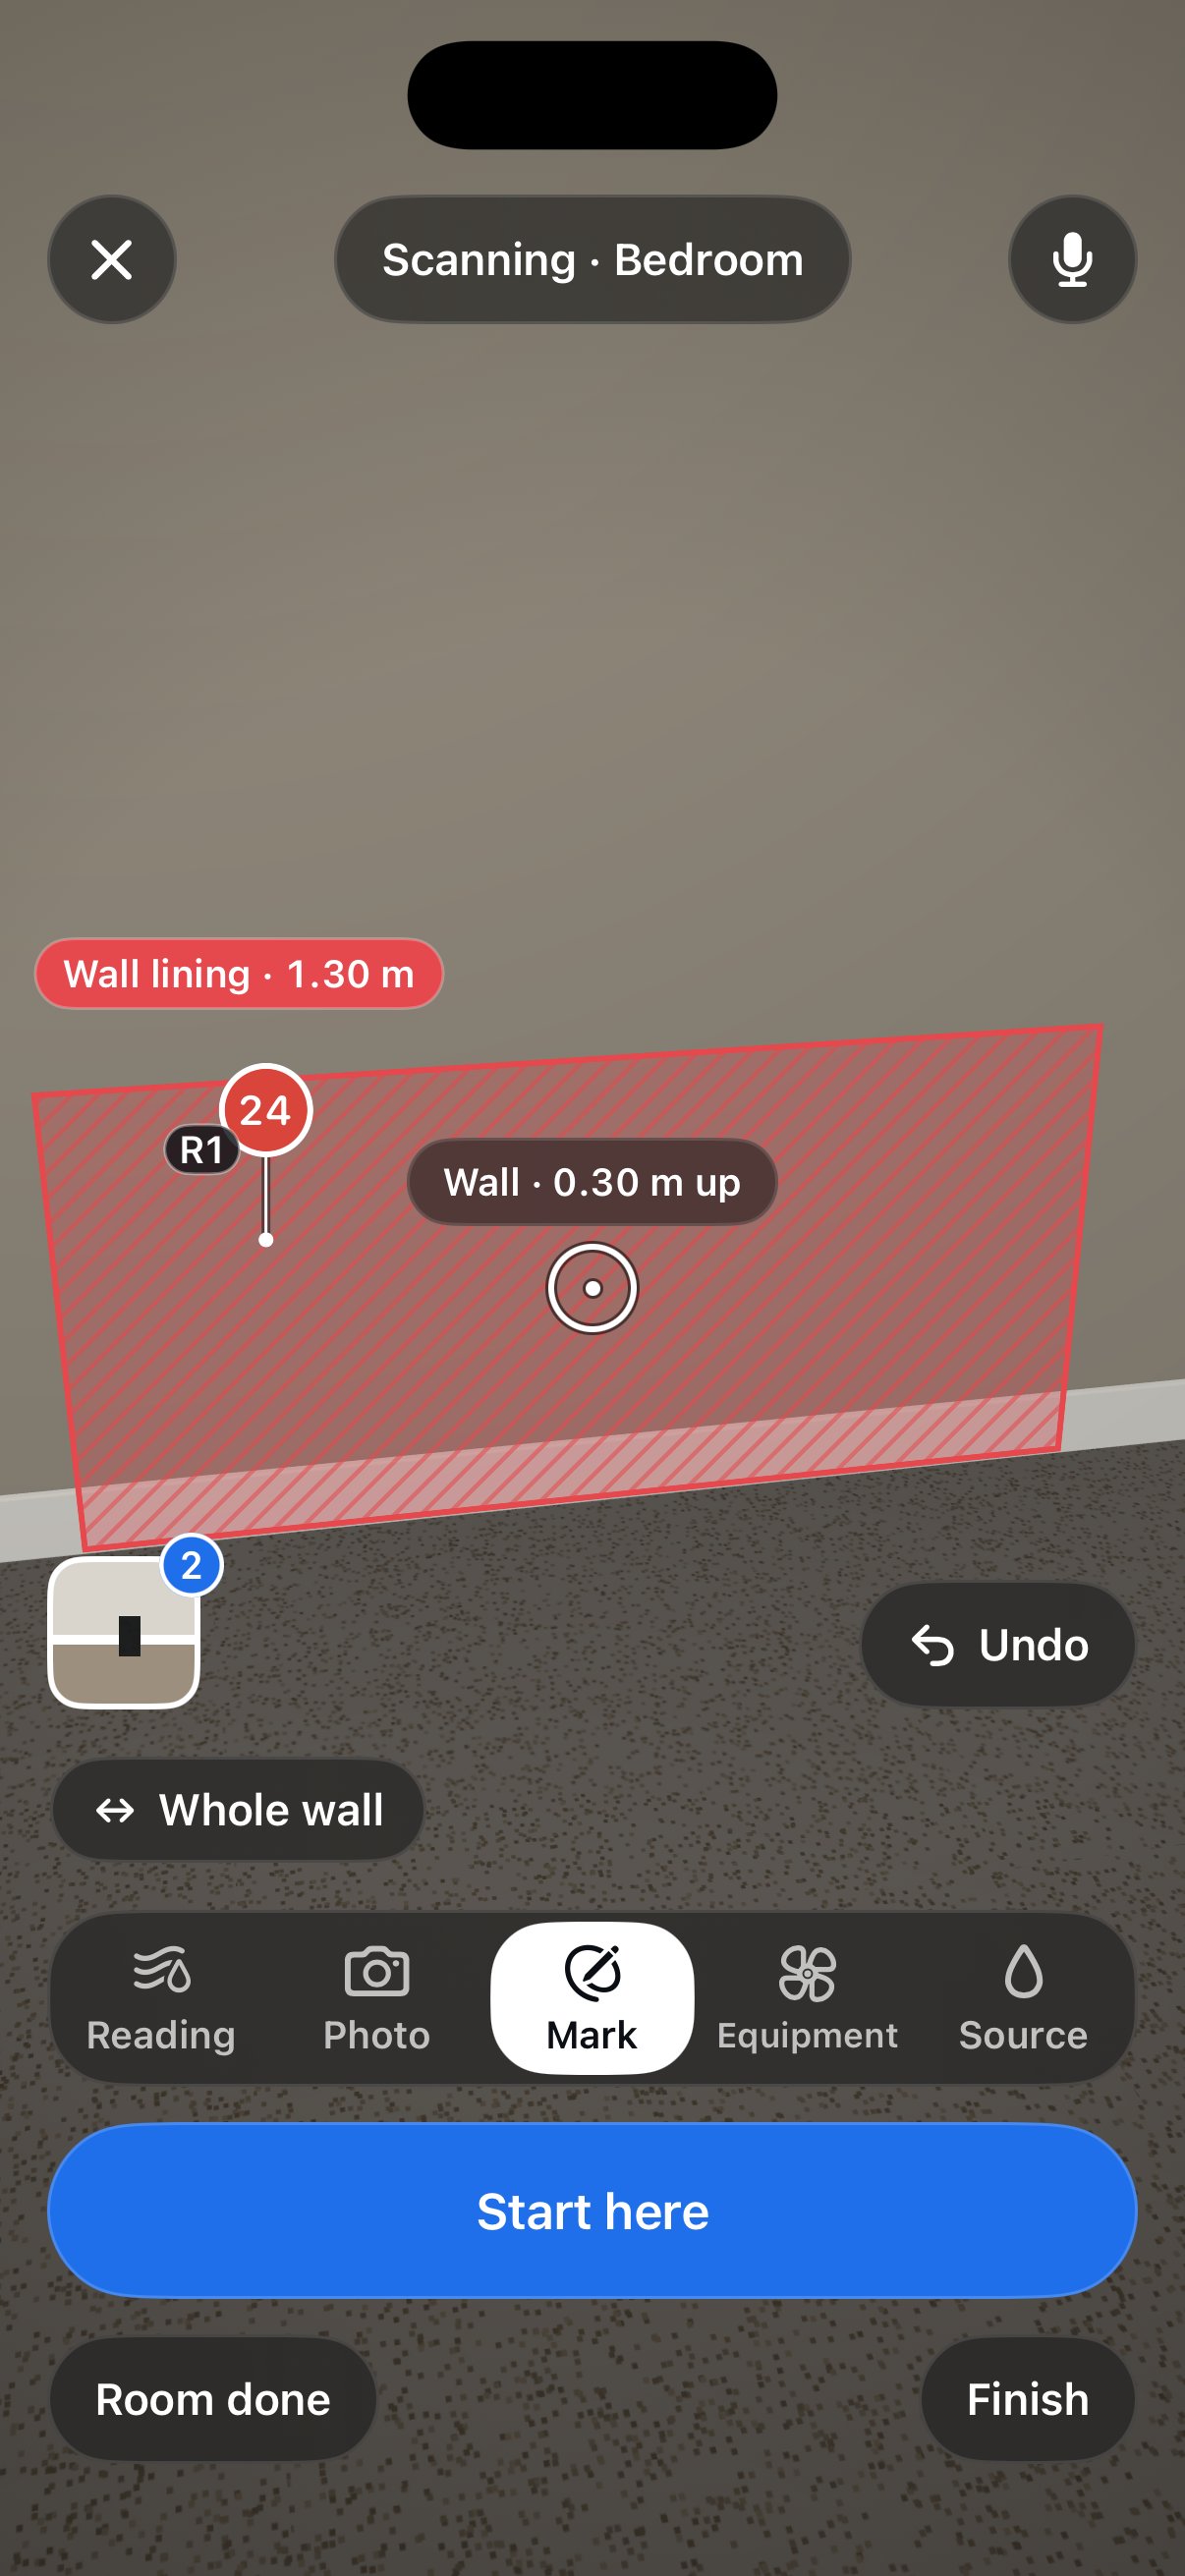 Scanning · Bedroom
Wall lining · 1.30 m
24
R1
Wall · 0.30 m up
2
Undo
Whole wall
Reading
Photo
Mark
Equipment
Source
Start here
Room done
Finish